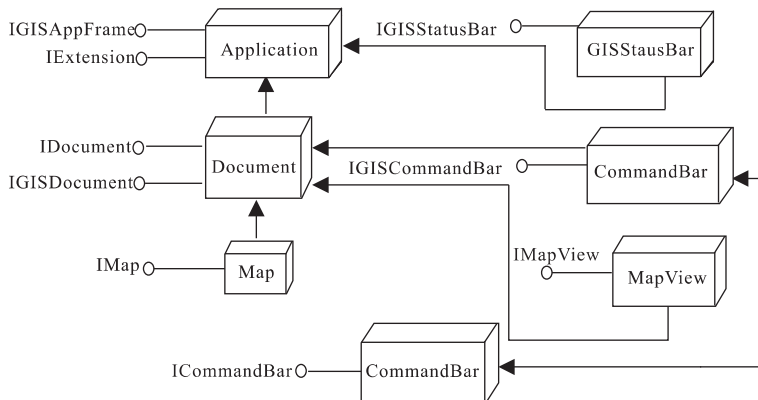 IGISAppFrame
IExtension
Application
IGISStatusBar
GISStausBar
IDocument
IGISDocument
Document
IGISCommandBar
CommandBar
IMap
Map
IMapView
MapView
ICommandBar
CommandBar